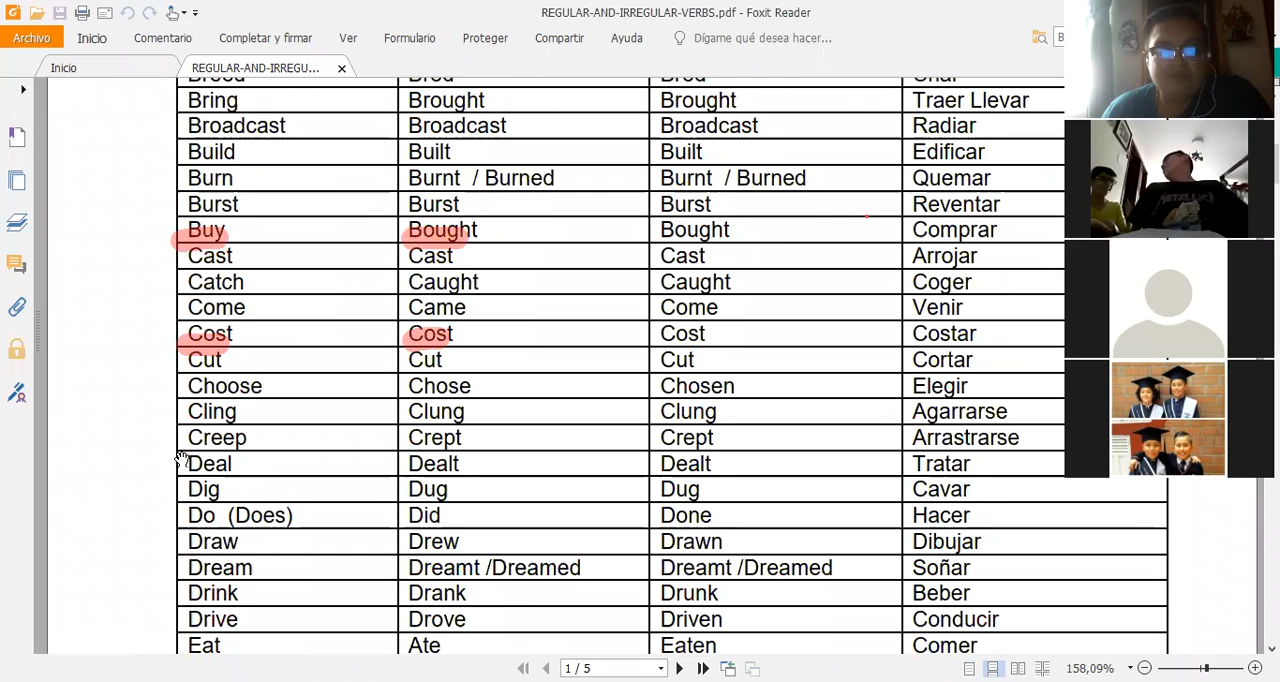 REGULAR-AND-IRREGULAR-VERBS.pdf - Foxit Reader
Archivo Inicio Comentario Completar y firmar Ver Formulario Proteger Compartir Ayuda Dígame qué desea hacer...
Inicio REGULAR-AND-IRREGU...
Breed Bred Bred Criar
Bring Brought Brought Traer Llevar
Broadcast Broadcast Broadcast Radiar
Build Built Built Edificar
Burn Burnt / Burned Burnt / Burned Quemar
Burst Burst Burst Reventar
Buy Bought Bought Comprar
Cast Cast Cast Arrojar
Catch Caught Caught Coger
Come Came Come Venir
Cost Cost Cost Costar
Cut Cut Cut Cortar
Choose Chose Chosen Elegir
Cling Clung Clung Agarrarse
Creep Crept Crept Arrastrarse
Deal Dealt Dealt Tratar
Dig Dug Dug Cavar
Do (Does) Did Done Hacer
Draw Drew Drawn Dibujar
Dream Dreamt /Dreamed Dreamt /Dreamed Soñar
Drink Drank Drunk Beber
Drive Drove Driven Conducir
Eat Ate Eaten Comer
1 / 5 158,09%
METALLICA